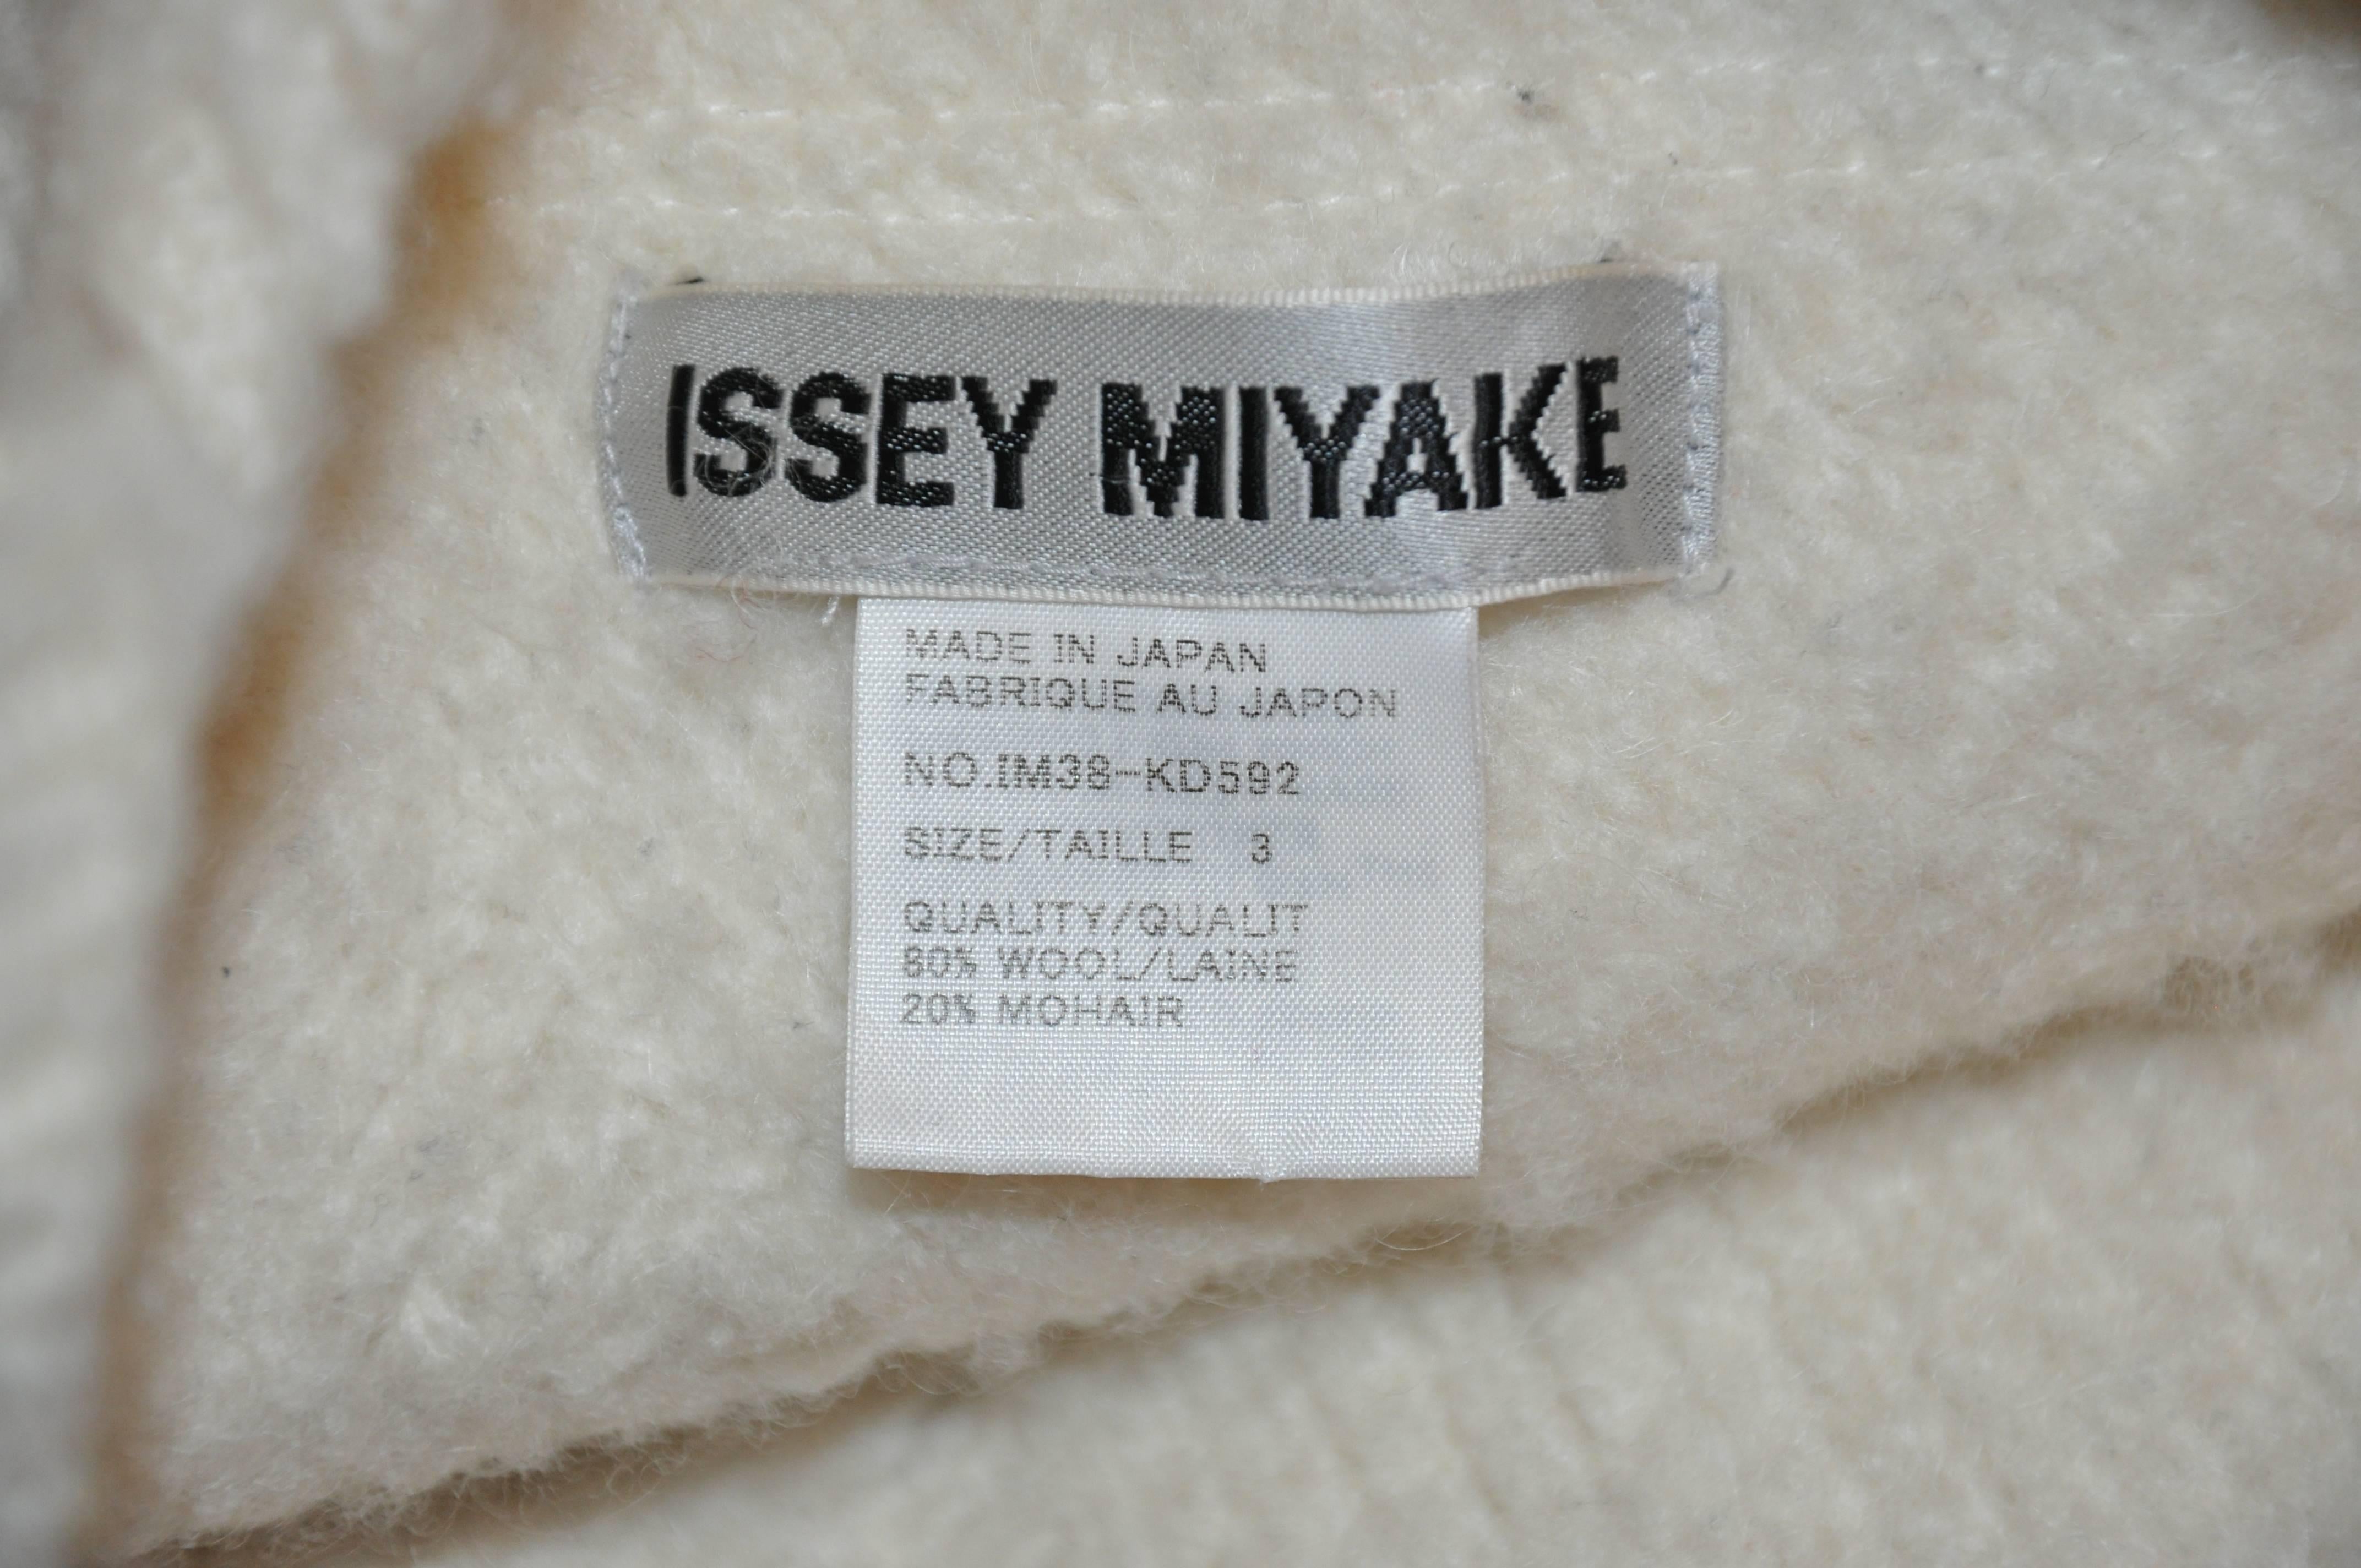 ISSEY MIYAKE
MADE IN JAPAN
FABRIQUE AU JAPON
NO.IM38-KD592
SIZE/TAILLE 3
QUALITY/QUALIT
80% WOOL/LAINE
20% MOHAIR